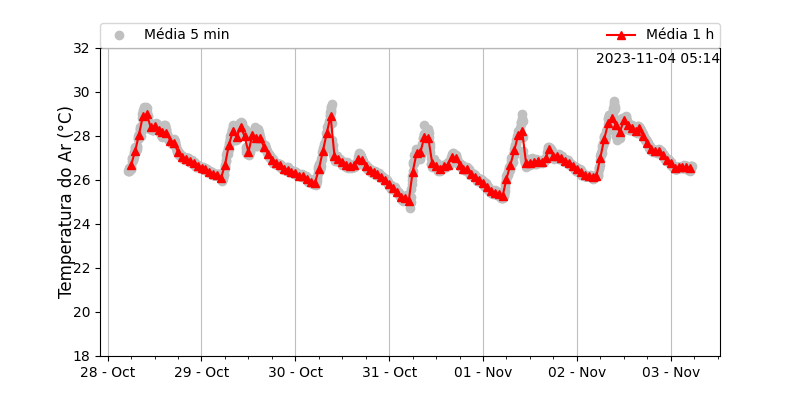 Média 5 min
Média 1 h
2023-11-04 05:14
Temperatura do Ar (°C)
32
30
28
26
24
22
20
18
28 - Oct
29 - Oct
30 - Oct
31 - Oct
01 - Nov
02 - Nov
03 - Nov